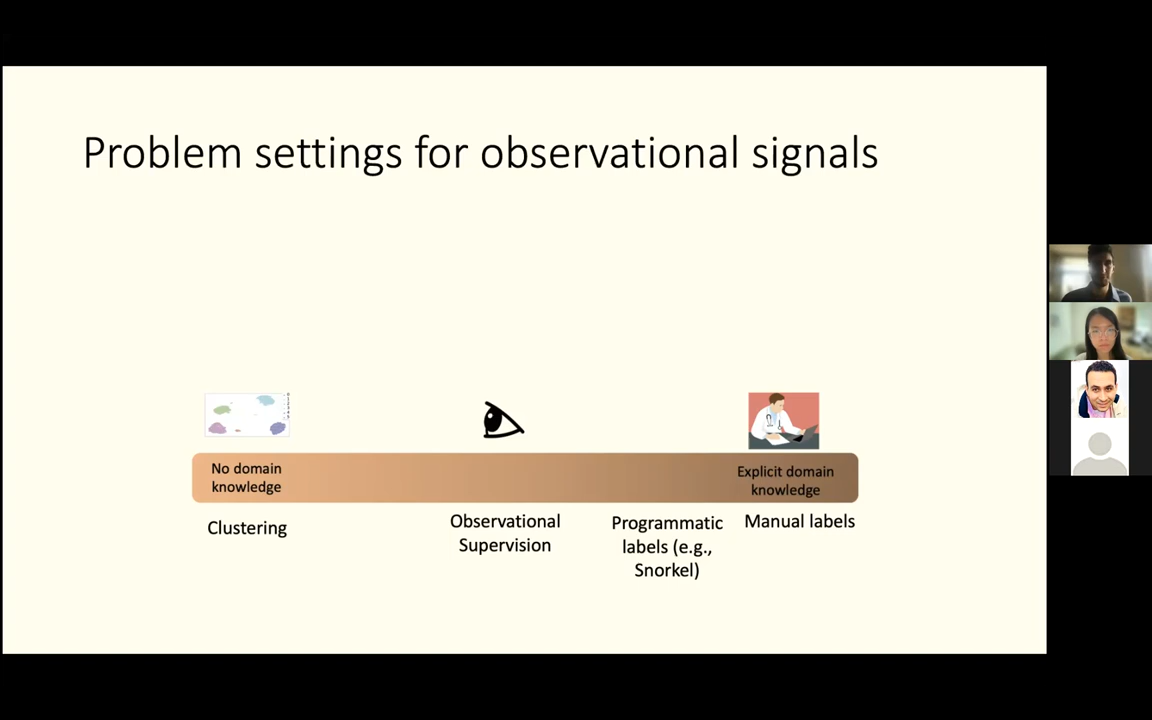 Problem settings for observational signals
No domain
knowledge
Explicit domain
knowledge
Clustering
Observational
Supervision
Programmatic
labels (e.g.,
Snorkel)
Manual labels